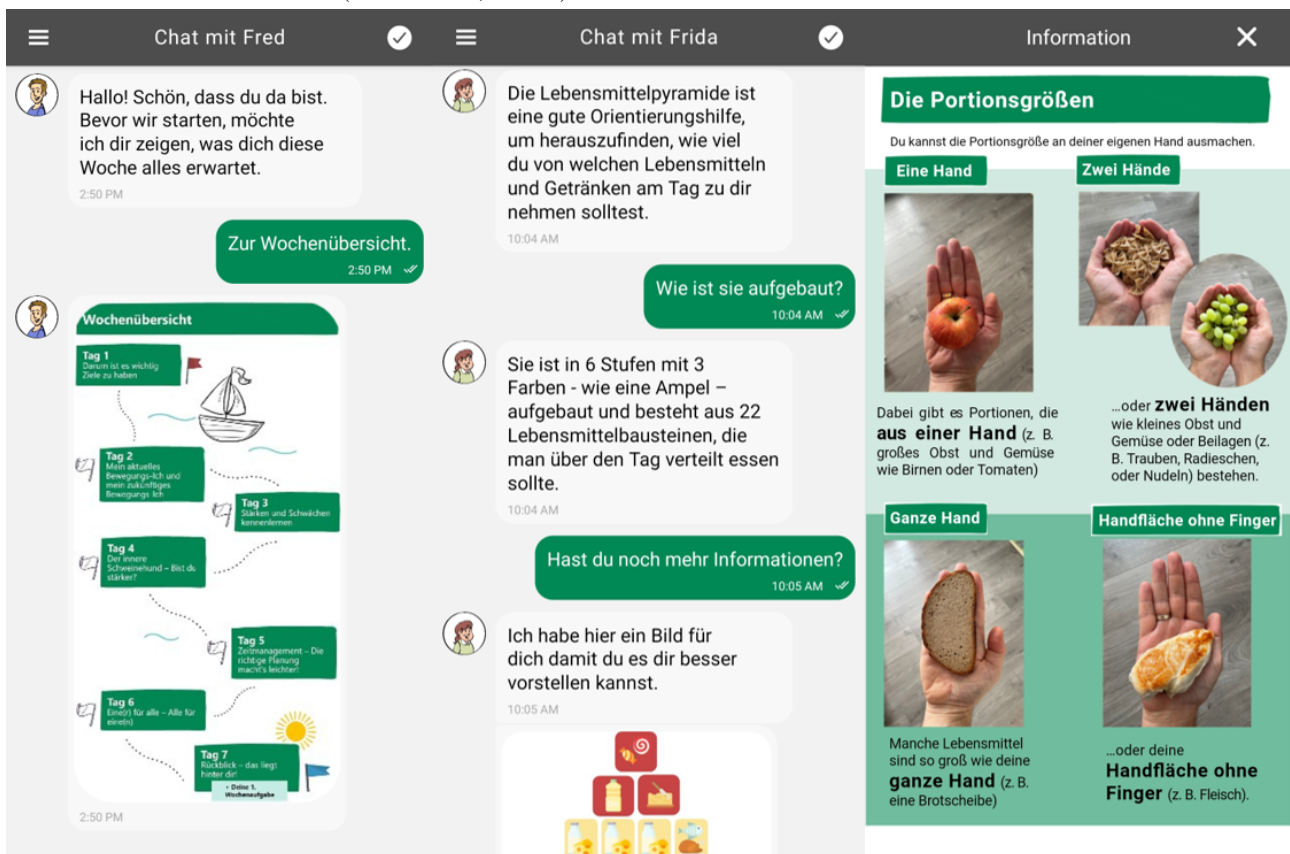 Chat mit Fred
Hallo! Schön, dass du da bist.
Bevor wir starten, möchte
ich dir zeigen, was dich diese
Woche alles erwartet.
2:50 PM
Zur Wochenübersicht.
2:50 PM
Wochenübersicht
Tag 1
Darum ist es wichtig
Ziele zu haben
Tag 2
Mein aktuelles
Bewegungs-Ich und
mein zukünftiges
Bewegungs-Ich
Tag 3
Stärken und Schwächen
kennenlernen
Tag 4
Der innere
Schweinehund – Bist du
stärker?
Tag 5
Zeitmanagement – Die
richtige Planung
macht's leichter!
Tag 6
Eine(r) für alle – Alle für
eine(n)
Tag 7
Rückblick – das liegt
hinter dir!
+ Deine 1.
Wochenaufgabe
2:50 PM
Chat mit Frida
Die Lebensmittelpyramide ist
eine gute Orientierungshilfe,
um herauszufinden, wie viel
du von welchen Lebensmitteln
und Getränken am Tag zu dir
nehmen solltest.
10:04 AM
Wie ist sie aufgebaut?
10:04 AM
Sie ist in 6 Stufen mit 3
Farben - wie eine Ampel –
aufgebaut und besteht aus 22
Lebensmittelbausteinen, die
man über den Tag verteilt essen
sollte.
10:04 AM
Hast du noch mehr Informationen?
10:05 AM
Ich habe hier ein Bild für
dich damit du es dir besser
vorstellen kannst.
10:05 AM
Information
Die Portionsgrößen
Du kannst die Portionsgröße an deiner eigenen Hand ausmachen.
Eine Hand
Dabei gibt es Portionen, die
aus einer Hand (z. B.
großes Obst und Gemüse
wie Birnen oder Tomaten)
Zwei Hände
...oder zwei Händen
wie kleines Obst und
Gemüse oder Beilagen (z.
B. Trauben, Radieschen,
oder Nudeln) bestehen.
Ganze Hand
Manche Lebensmittel
sind so groß wie deine
ganze Hand (z. B.
eine Brotscheibe)
Handfläche ohne Finger
...oder deine
Handfläche ohne
Finger (z. B. Fleisch).